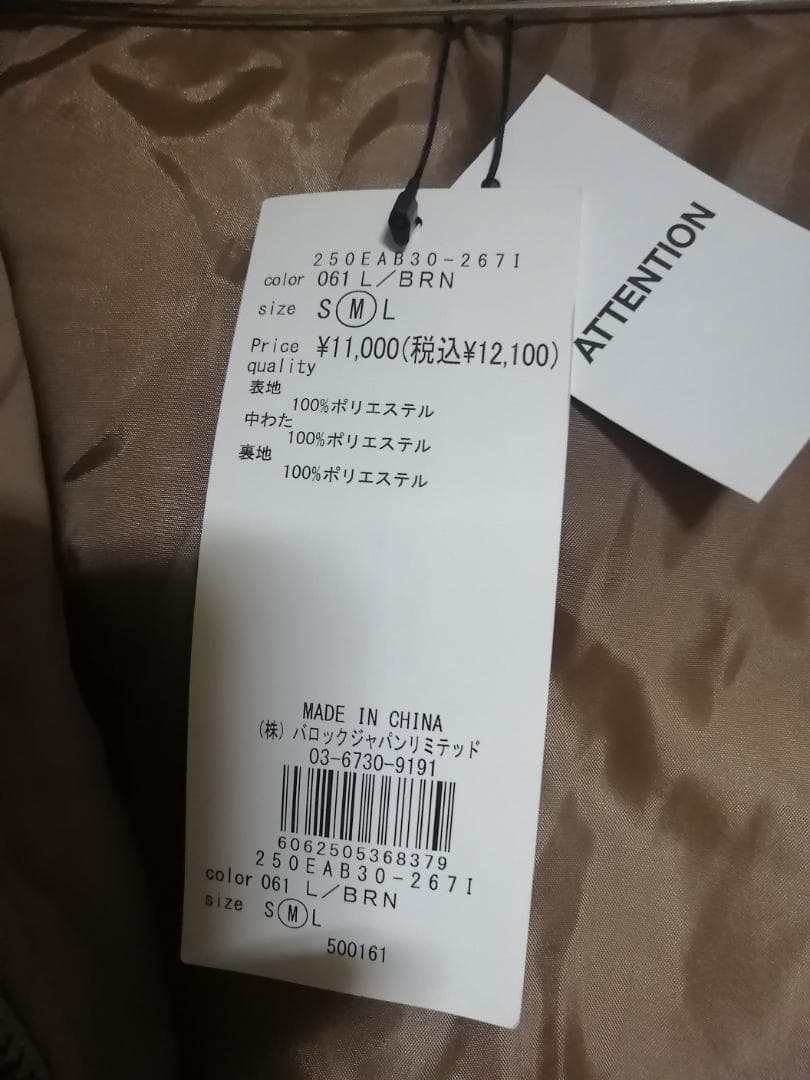 250EAB30-267I
color 061 L/BRN
size S M L
Price ¥11,000(税込¥12,100)
quality
表地
100%ポリエステル
中わた
100%ポリエステル
裏地
100%ポリエステル
MADE IN CHINA
(株) バロックジャパンリミテッド
03-6730-9191
6062505368379
250EAB30-267I
color 061 L/BRN
size S M L
500161
ATTENTION